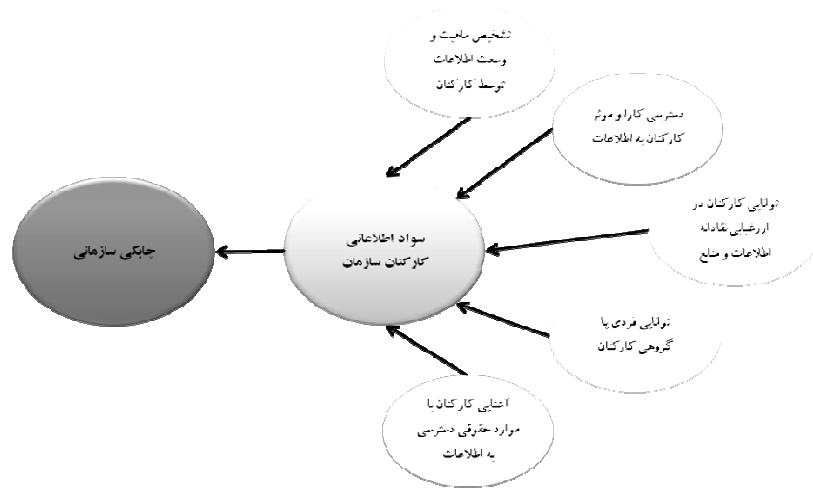 تشخیص ماهیت و
وسعت اطلاعات
توسط کارکنان
دسترسی کارا و موثر
کارکنان به اطلاعات
توانایی کارکنان در
ارزیابی نقادانه
اطلاعات و منابع
توانایی فردی یا
گروهی کارکنان
آشنایی کارکنان با
موارد حقوقی دسترسی
به اطلاعات
سواد اطلاعاتی
کارکنان سازمان
چابکی سازمانی